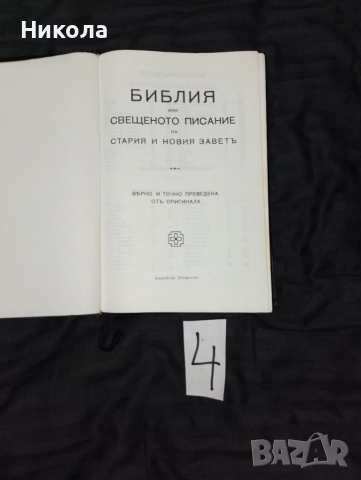 Никола
БИБЛИЯ
или
СВЕЩЕНОТО ПИСАНИЕ
на
СТАРИЯ И НОВИЯ ЗАВЕТЪ
ВѢРНО И ТОЧНО ПРЕВЕДЕНА
ОТЪ ОРИГИНАЛА
4
BAZAR